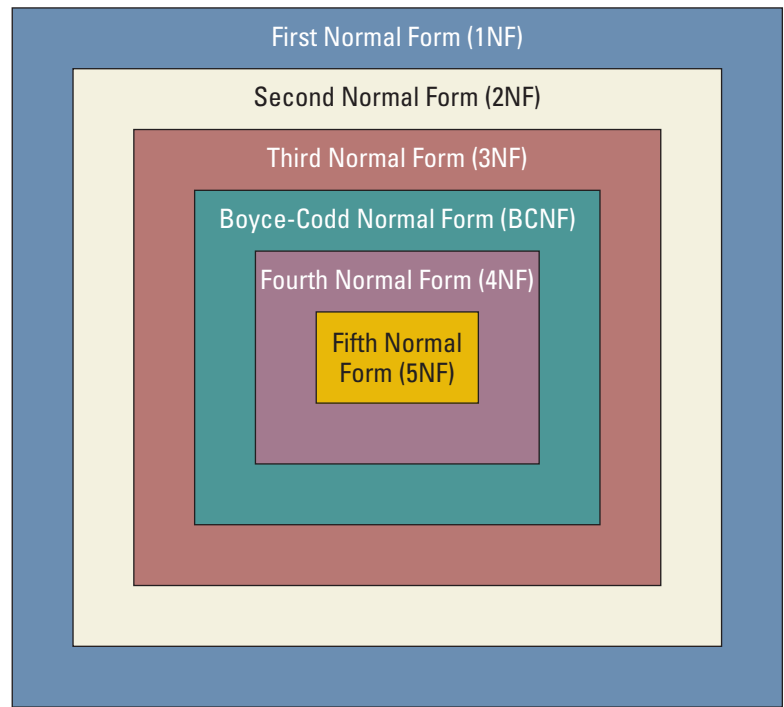 First Normal Form (1NF)
Second Normal Form (2NF)
Third Normal Form (3NF)
Boyce-Codd Normal Form (BCNF)
Fourth Normal Form (4NF)
Fifth Normal
Form (5NF)